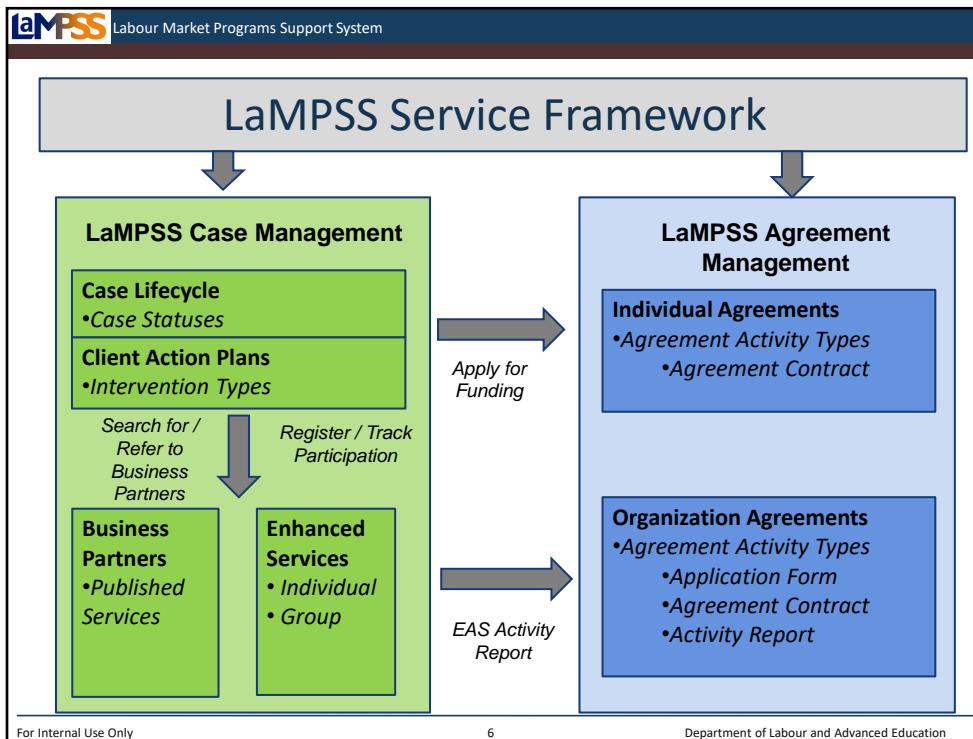 LaMPSS Labour Market Programs Support System
LaMPSS Service Framework
LaMPSS Case Management
Case Lifecycle
•Case Statuses
Client Action Plans
•Intervention Types
Search for /
Refer to
Business
Partners
Register / Track
Participation
Business
Partners
•Published
Services
Enhanced
Services
• Individual
• Group
Apply for
Funding
EAS Activity
Report
LaMPSS Agreement
Management
Individual Agreements
•Agreement Activity Types
•Agreement Contract
Organization Agreements
•Agreement Activity Types
•Application Form
•Agreement Contract
•Activity Report
For Internal Use Only
6
Department of Labour and Advanced Education